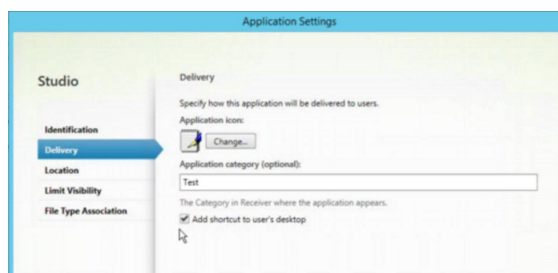 Application Settings
Studio
Identification
Delivery
Location
Limit Visibility
File Type Association
Delivery
Specify how this application will be delivered to users.
Application icon:
Change...
Application category (optional):
Test
The Category in Receiver where the application appears.
Add shortcut to user's desktop